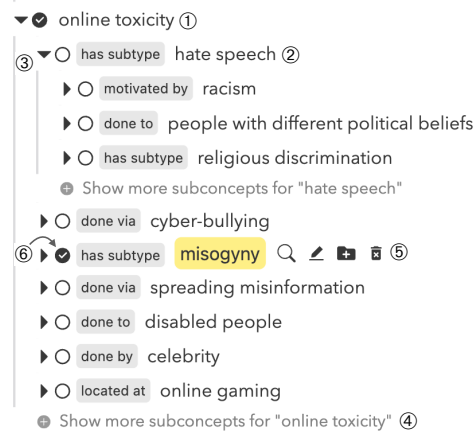 online toxicity ①
③ has subtype hate speech ②
motivated by racism
done to people with different political beliefs
has subtype religious discrimination
Show more subconcepts for "hate speech"
done via cyber-bullying
⑥ has subtype misogyny ⑤
done via spreading misinformation
done to disabled people
done by celebrity
located at online gaming
Show more subconcepts for "online toxicity" ④